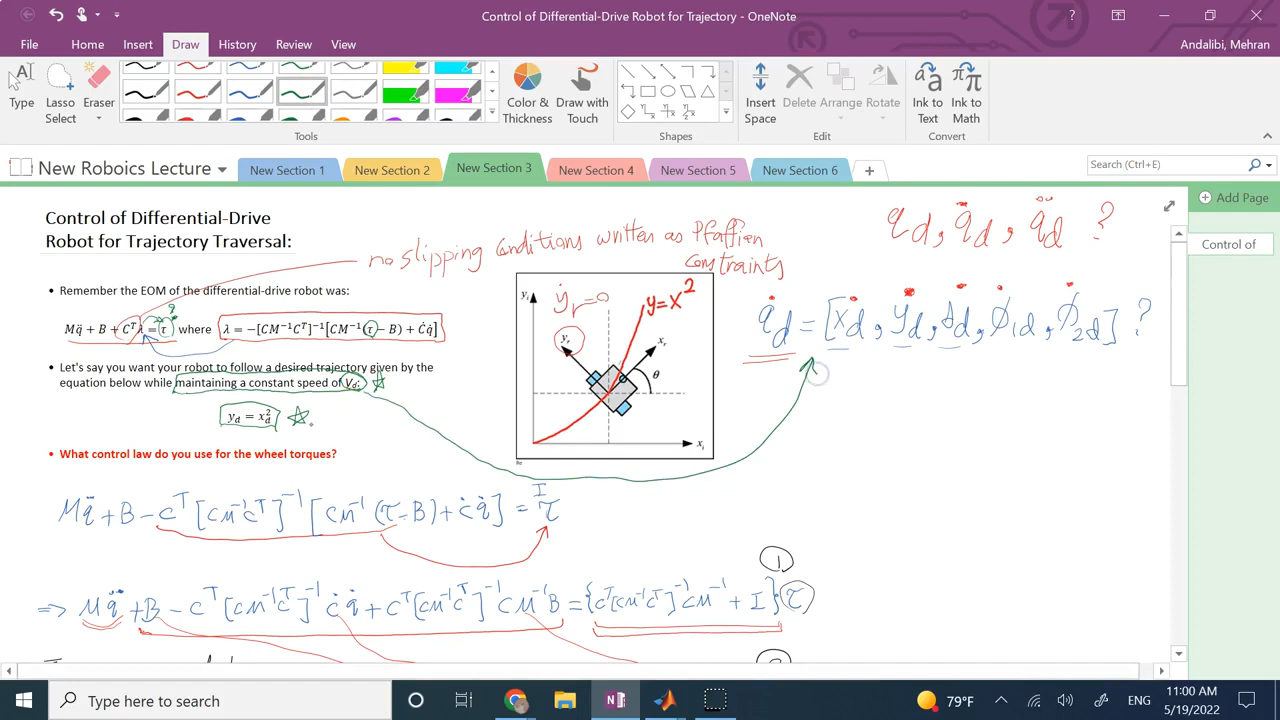 Control of Differential-Drive Robot for Trajectory - OneNote
?
File Home Insert Draw History Review View
Andalibi, Mehran
Type
Lasso Select
Eraser
Color & Thickness
Draw with Touch
Insert Space
Delete
Arrange
Rotate
Ink to Text
Ink to Math
Tools
Shapes
Edit
Convert
New Roboics Lecture
New Section 1
New Section 2
New Section 3
New Section 4
New Section 5
New Section 6
+
Search (Ctrl+E)
Add Page
Control of
Control of Differential-Drive
Robot for Trajectory Traversal:
no slipping conditions written as Pfaffien
constraints
q_d, q̇_d, q̈_d ?
• Remember the EOM of the differential-drive robot was:
Mq̈ + B + CᵀΛ = τ where λ = −[CM⁻¹Cᵀ]⁻¹[CM⁻¹(τ − B) + Ċq̇]
?
• Let's say you want your robot to follow a desired trajectory given by the
equation below while maintaining a constant speed of V_d:
y_d = x_d²
• What control law do you use for the wheel torques?
y_i
ẏ_r=0
y=x²
y_r
x_r
θ
x_i
q̇_d = [ẋ_d, ẏ_d, θ̇_d, φ̇_1d, φ̇_2d] ?
Mq̈ + B − Cᵀ[CM⁻¹Cᵀ]⁻¹[CM⁻¹(τ − B) + Ċq̇] = Iτ
①
⇒ Mq̈ + B − Cᵀ[CM⁻¹Cᵀ]⁻¹Ċq̇ + Cᵀ[CM⁻¹Cᵀ]⁻¹CM⁻¹B = {Cᵀ[CM⁻¹Cᵀ]⁻¹CM⁻¹ + I}τ
Type here to search
79°F
ENG
11:00 AM
5/19/2022